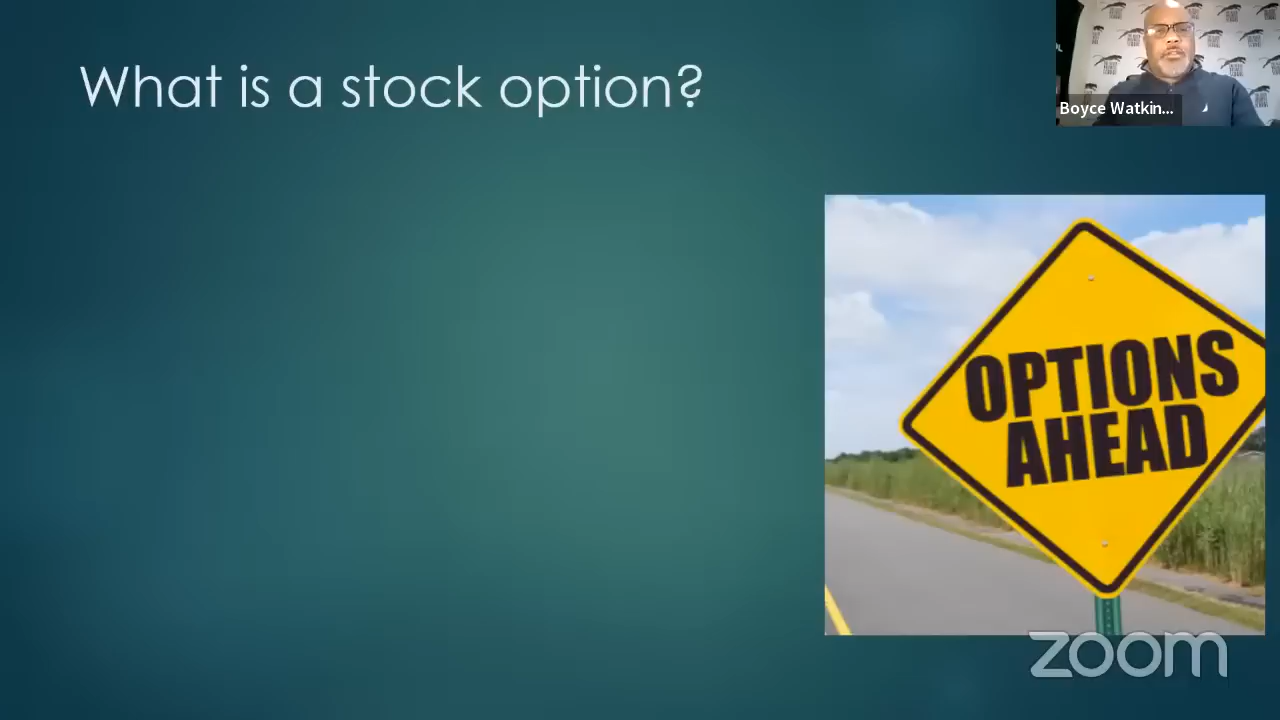 What is a stock option?
Boyce Watkin...
OPTIONS
AHEAD
zoom